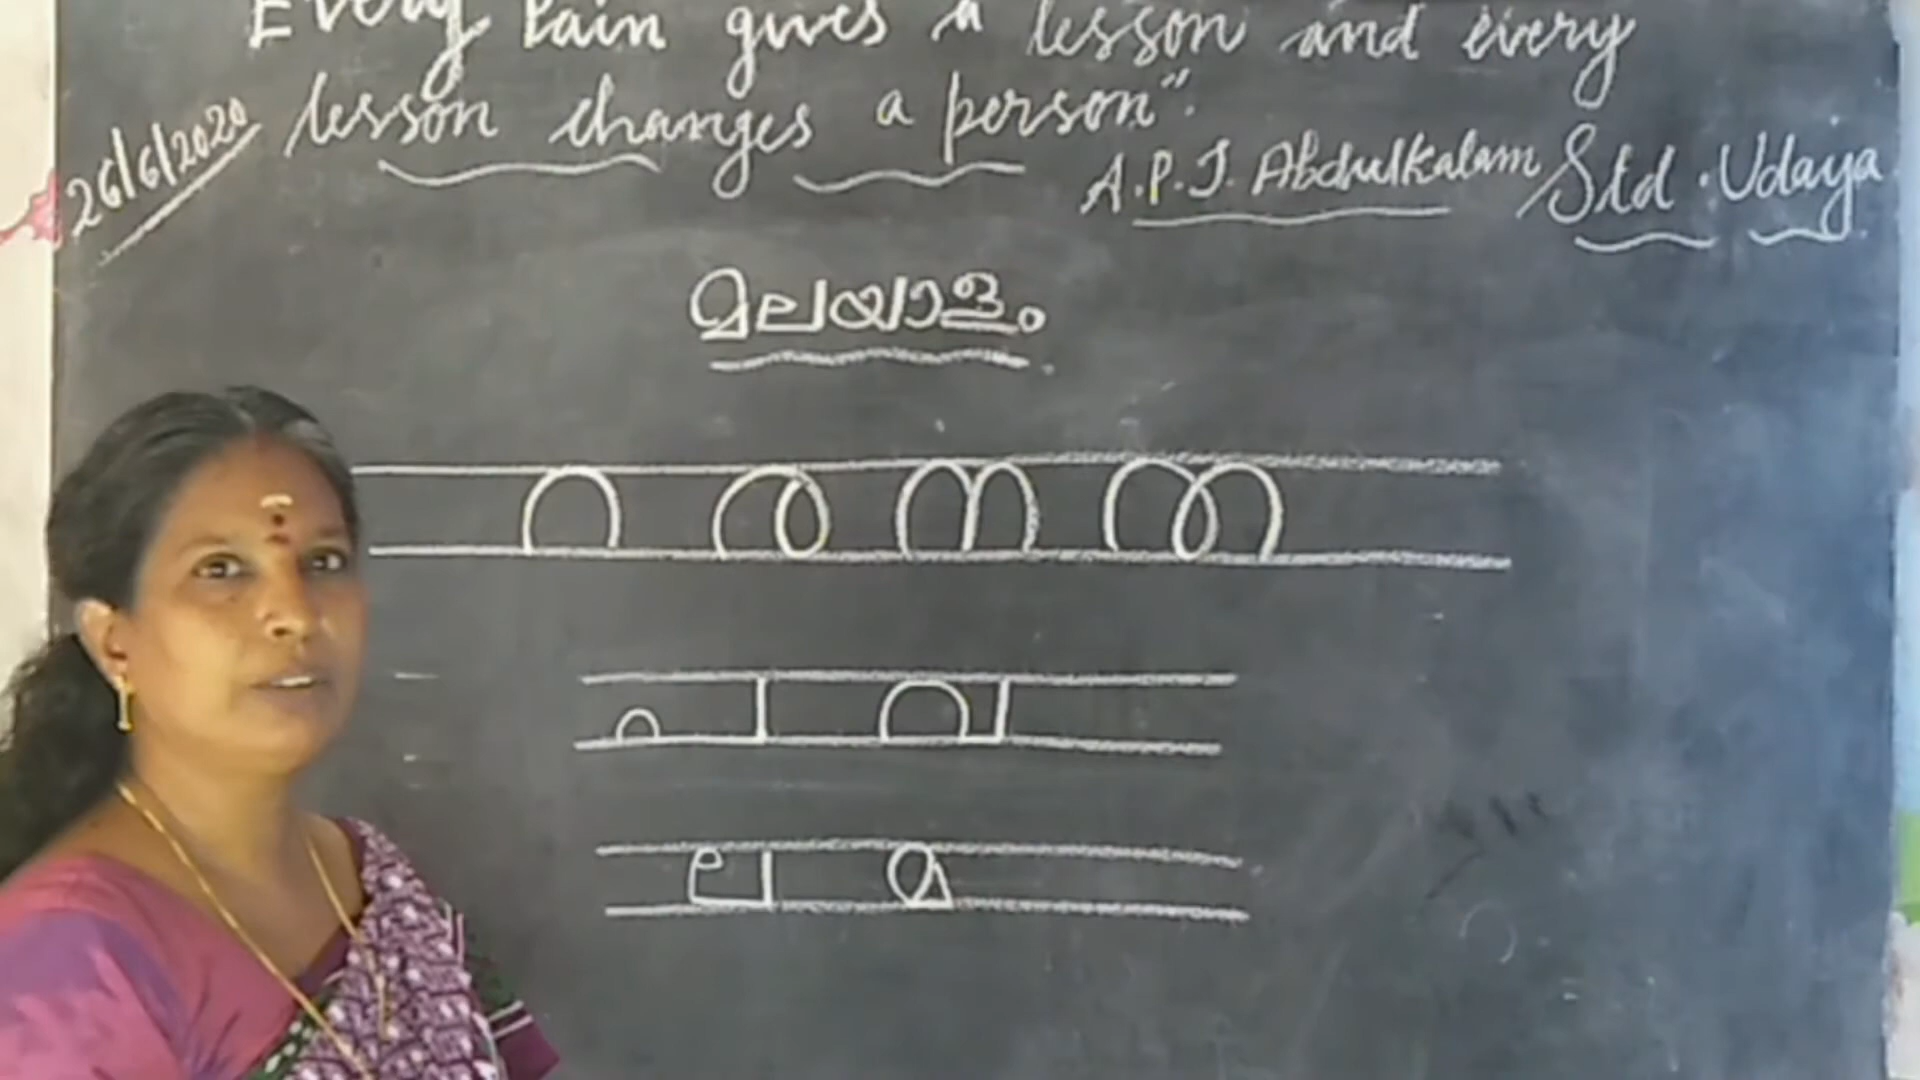 Every Pain gives a lesson and every
lesson changes a person".
26/6/2020
A.P.J. Abdulkalam
Std. Udaya
മലയാളം
റ ര ന ത
പ വ
ല മ